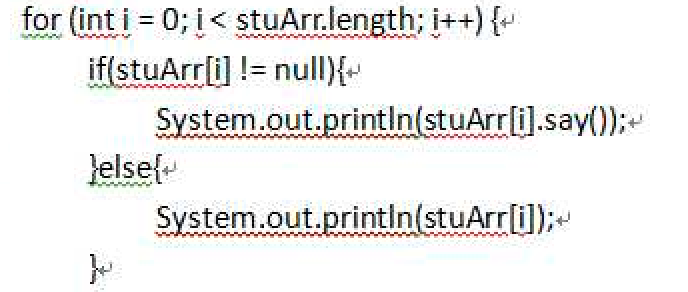 for (int i = 0; i < stuArr.length; i++) {
if(stuArr[i] != null){
System.out.println(stuArr[i].say());
}else{
System.out.println(stuArr[i]);
}